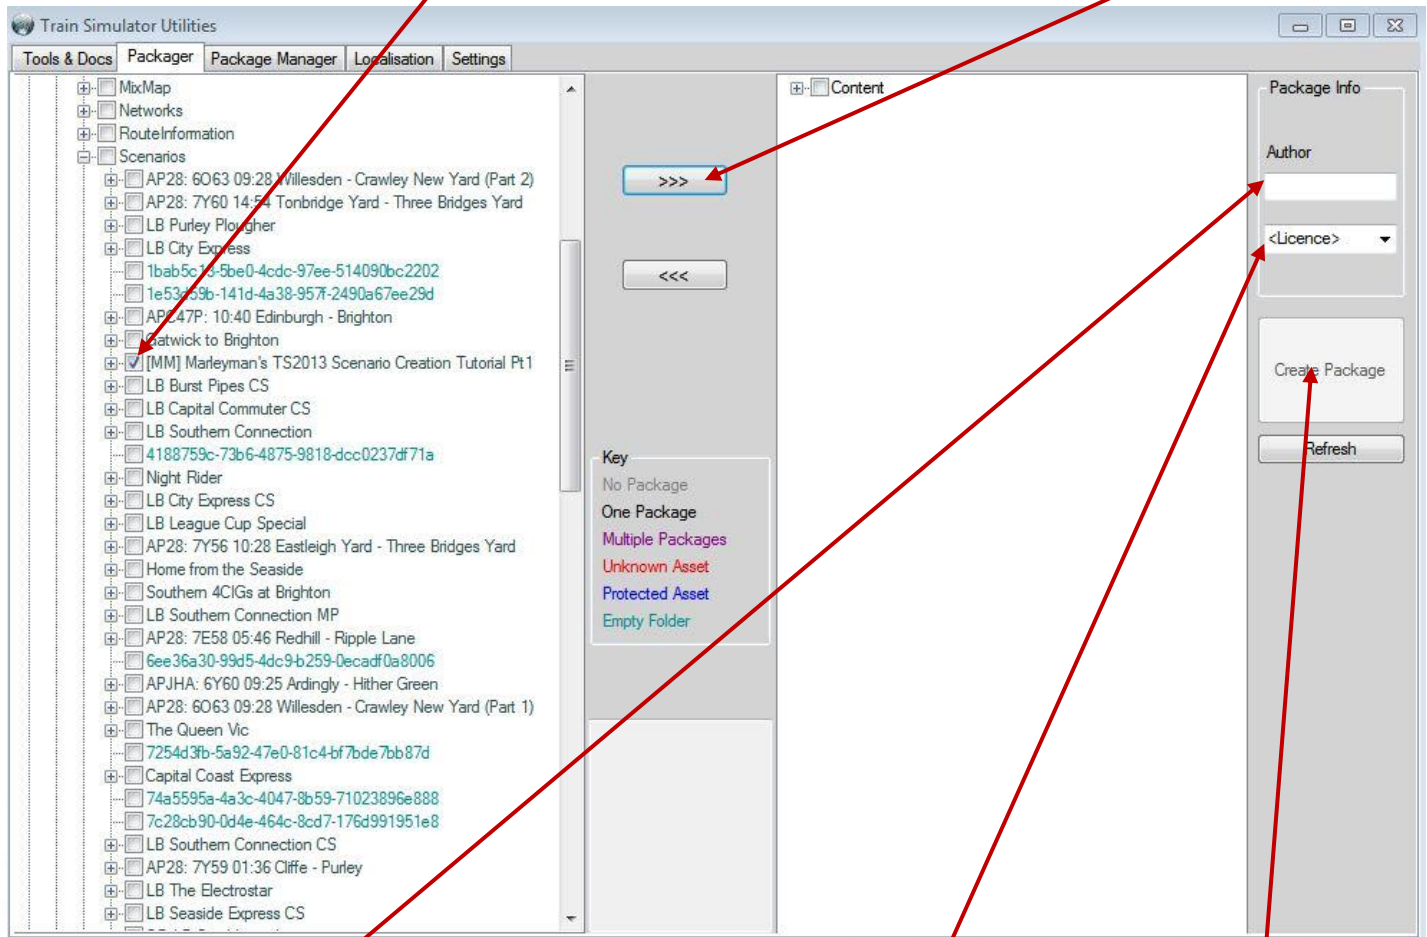 Train Simulator Utilities
Tools & Docs Packager Package Manager Localisation Settings
MixMap
Networks
RouteInformation
Scenarios
AP28: 6O63 09:28 Willesden - Crawley New Yard (Part 2)
AP28: 7Y60 14:54 Tonbridge Yard - Three Bridges Yard
LB Purley Plougher
LB City Express
1bab5c13-5be0-4cdc-97ee-514090bc2202
1e53d59b-141d-4a38-957f-2490a67ee29d
APC47P: 10:40 Edinburgh - Brighton
Gatwick to Brighton
[MM] Marleyman's TS2013 Scenario Creation Tutorial Pt1
LB Burst Pipes CS
LB Capital Commuter CS
LB Southern Connection
4188759c-73b6-4875-9818-dcc0237df71a
Night Rider
LB City Express CS
LB League Cup Special
AP28: 7Y56 10:28 Eastleigh Yard - Three Bridges Yard
Home from the Seaside
Southern 4CIGs at Brighton
LB Southern Connection MP
AP28: 7E58 05:46 Redhill - Ripple Lane
6ee36a30-99d5-4dc9-b259-0ecadf0a8006
APJHA: 6Y60 09:25 Ardingly - Hither Green
AP28: 6O63 09:28 Willesden - Crawley New Yard (Part 1)
The Queen Vic
7254d3fb-5a92-47e0-81c4-bf7bde7bb87d
Capital Coast Express
74a5595a-4a3c-4047-8b59-71023896e888
7c28cb90-0d4e-464c-8cd7-176d991951e8
LB Southern Connection CS
AP28: 7Y59 01:36 Cliffe - Purley
LB The Electrostar
LB Seaside Express CS
>>>
<<<
Key
No Package
One Package
Multiple Packages
Unknown Asset
Protected Asset
Empty Folder
Content
Package Info
Author
<Licence>
Create Package
Refresh